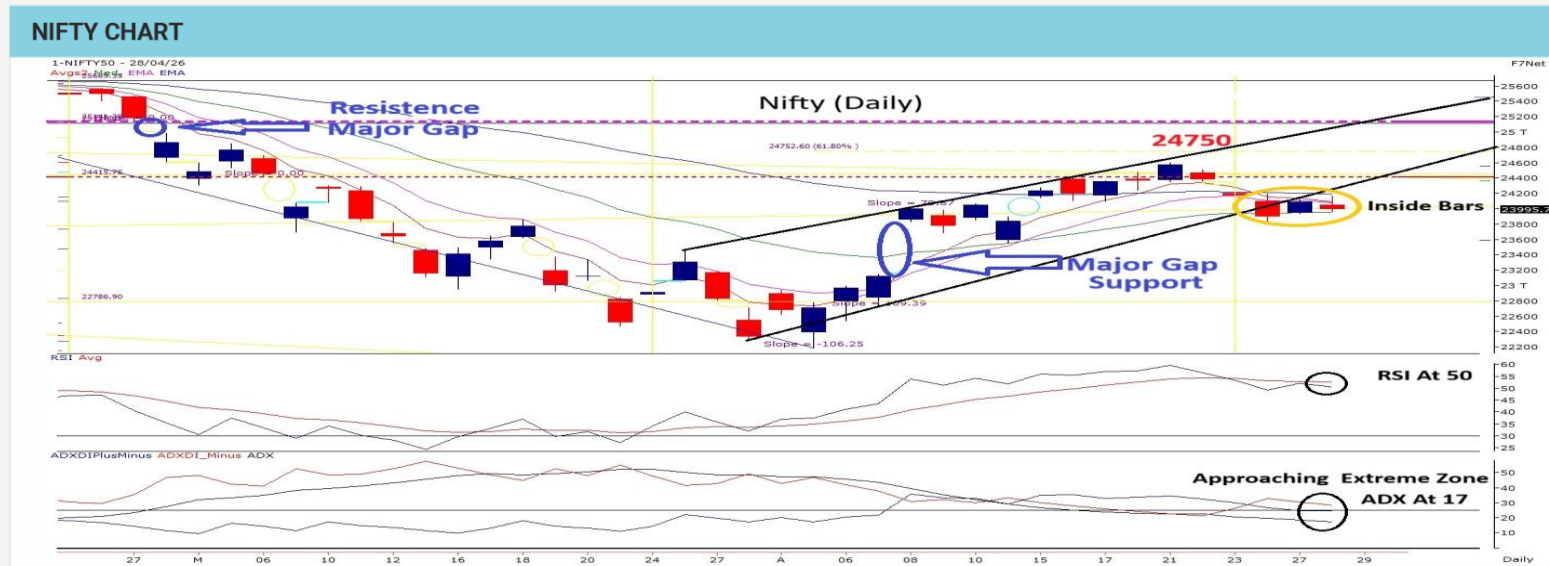 NIFTY CHART
1-NIFTY50 - 28/04/26
F7Net
EMA EMA
Nifty (Daily)
Resistence
Major Gap
24750
24752.60 (61.80% )
24415.75
22786.90
Inside Bars
Major Gap
Support
Slope = -106.25
25600
25400
25200
25 T
24800
24600
24400
24200
23995.7
23600
23400
23200
23 T
22800
22600
22400
22200
RSI Avg
RSI At 50
60
55
50
45
40
35
30
25
ADXDIPlusMinus ADXDI_Minus ADX
Approaching Extreme Zone
ADX At 17
50
40
30
20
10
27 M 06 10 12 16 18 20 24 27 A 06 08 10 15 17 21 23 27 29
Daily